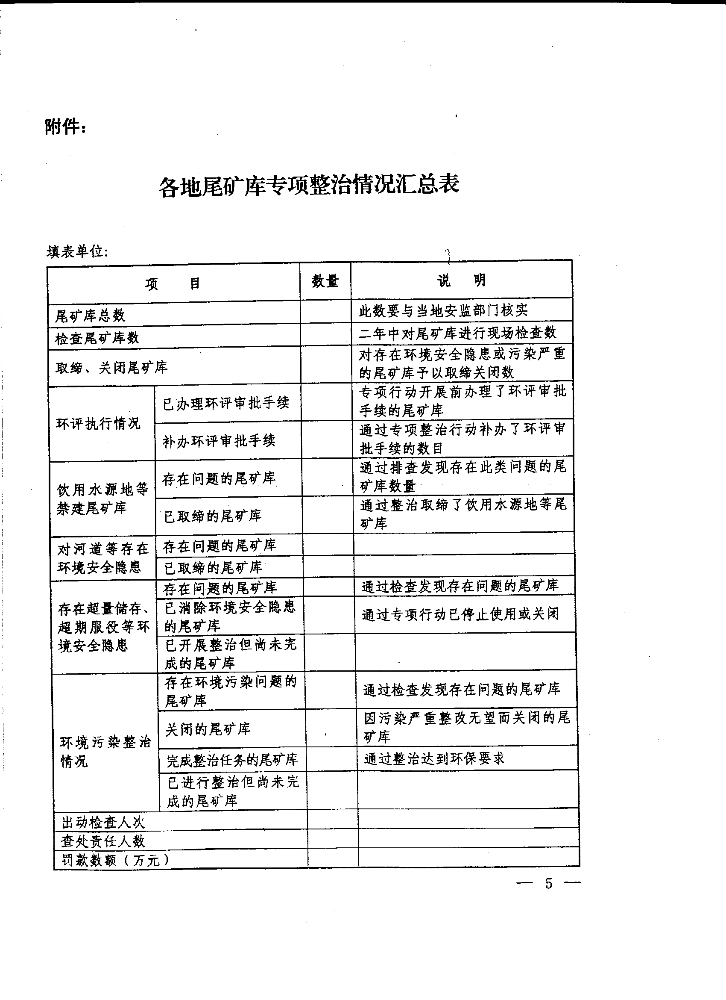 附件:
各地尾矿库专项整治情况汇总表
填表单位:
项 目 数量 说 明
尾矿库总数 此数要与当地安监部门核实
检查尾矿库数 二年中对尾矿库进行现场检查数
取缔、关闭尾矿库
对存在环境安全隐患或污染严重
的尾矿库予以取缔关闭数
环评执行情况
已办理环评审批手续
专项行动开展前办理了环评审批
手续的尾矿库
补办环评审批手续
通过专项整治行动补办了环评审
批手续的数目
饮用水源地等
禁建尾矿库
存在问题的尾矿库
通过排查发现存在此类问题的尾
矿库数量
已取缔的尾矿库
通过整治取缔了饮用水源地等尾
矿库
对河道等存在
环境安全隐患
存在问题的尾矿库
已取缔的尾矿库
存在超量储存、
超期服役等环
境安全隐患
存在问题的尾矿库 通过检查发现存在问题的尾矿库
已消除环境安全隐患
的尾矿库
通过专项行动已停止使用或关闭
已开展整治但尚未完
成的尾矿库
环境污染整治
情况
存在环境污染问题的
尾矿库
通过检查发现存在问题的尾矿库
关闭的尾矿库
因污染严重整改无望而关闭的尾
矿库
完成整治任务的尾矿库 通过整治达到环保要求
已进行整治但尚未完
成的尾矿库
出动检查人次
查处责任人数
罚款数额（万元）
— 5 —